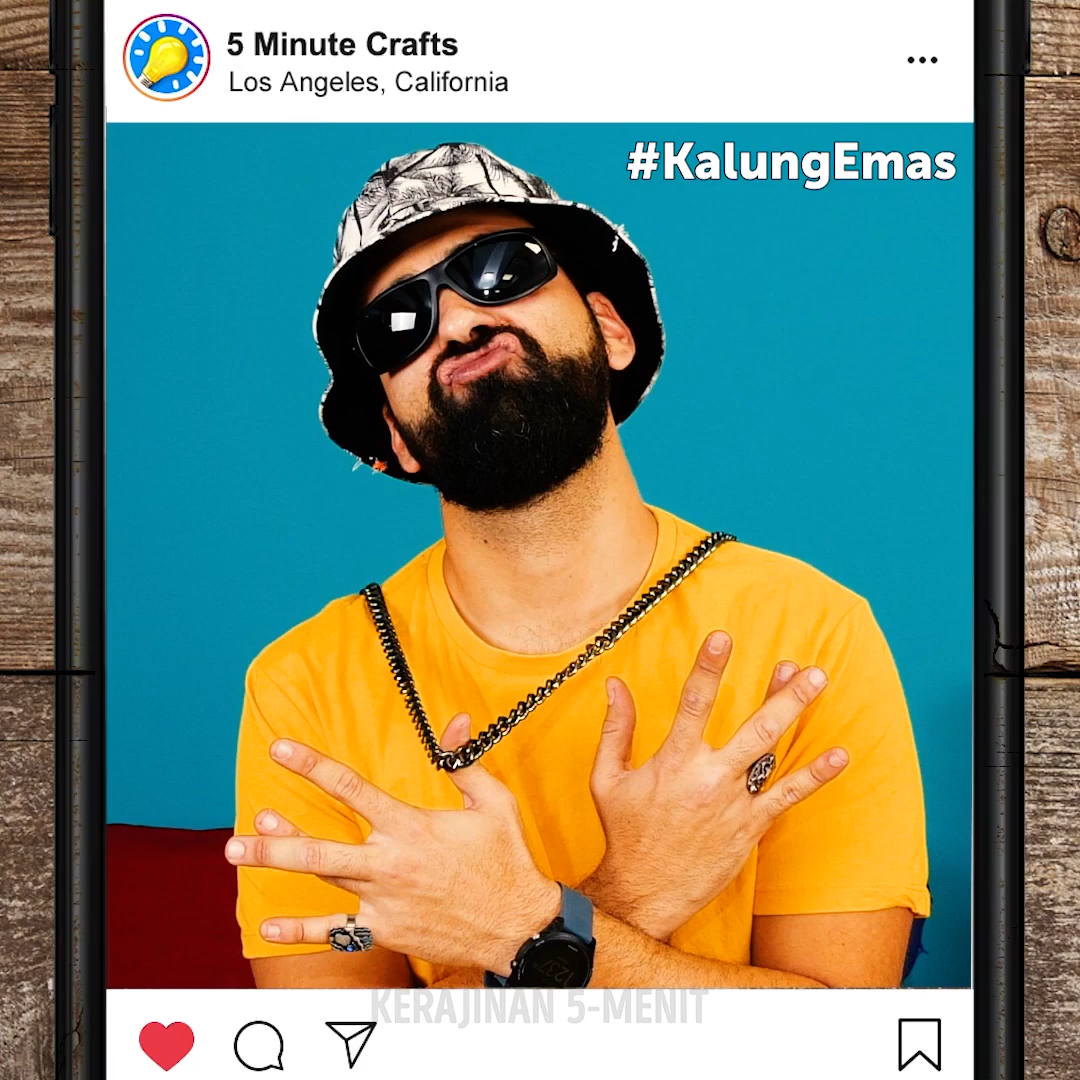 5 Minute Crafts
Los Angeles, California
#KalungEmas
KERAJINAN 5-MENIT